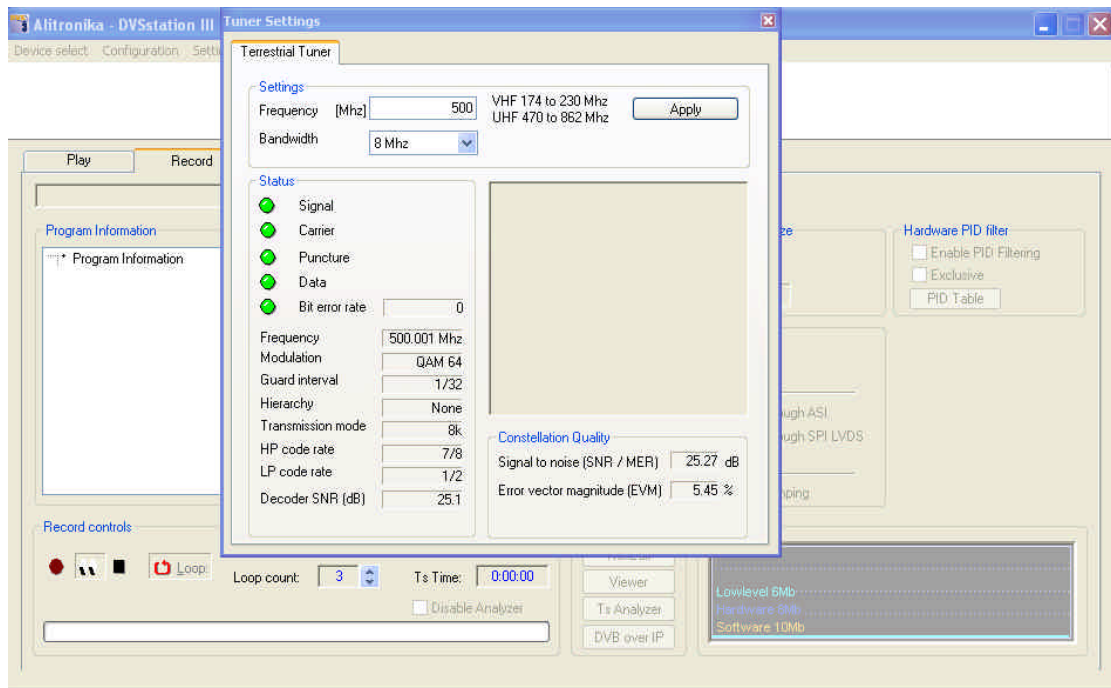 Alitronika - DVSstation III
Device select Configuration
Tuner Settings
Terrestrial Tuner
Settings
Frequency [Mhz] 500
VHF 174 to 230 Mhz
UHF 470 to 862 Mhz
Apply
Bandwidth 8 Mhz
Play Record
Status
Signal
Carrier
Puncture
Data
Bit error rate 0
Frequency 500.001 Mhz
Modulation QAM 64
Guard interval 1/32
Hierarchy None
Transmission mode 8k
HP code rate 7/8
LP code rate 1/2
Decoder SNR (dB) 25.1
Constellation Quality
Signal to noise (SNR / MER) 25.27 dB
Error vector magnitude (EVM) 5.45 %
Program Information
* Program Information
Hardware PID filter
Enable PID Filtering
Exclusive
PID Table
ASI
SPI LVDS
Record controls
Loop
Loop count: 3
Ts Time: 0:00:00
Disable Analyzer
Viewer
Ts Analyzer
DVB over IP
Lowlevel 6Mb
Hardware 8Mb
Software 10Mb